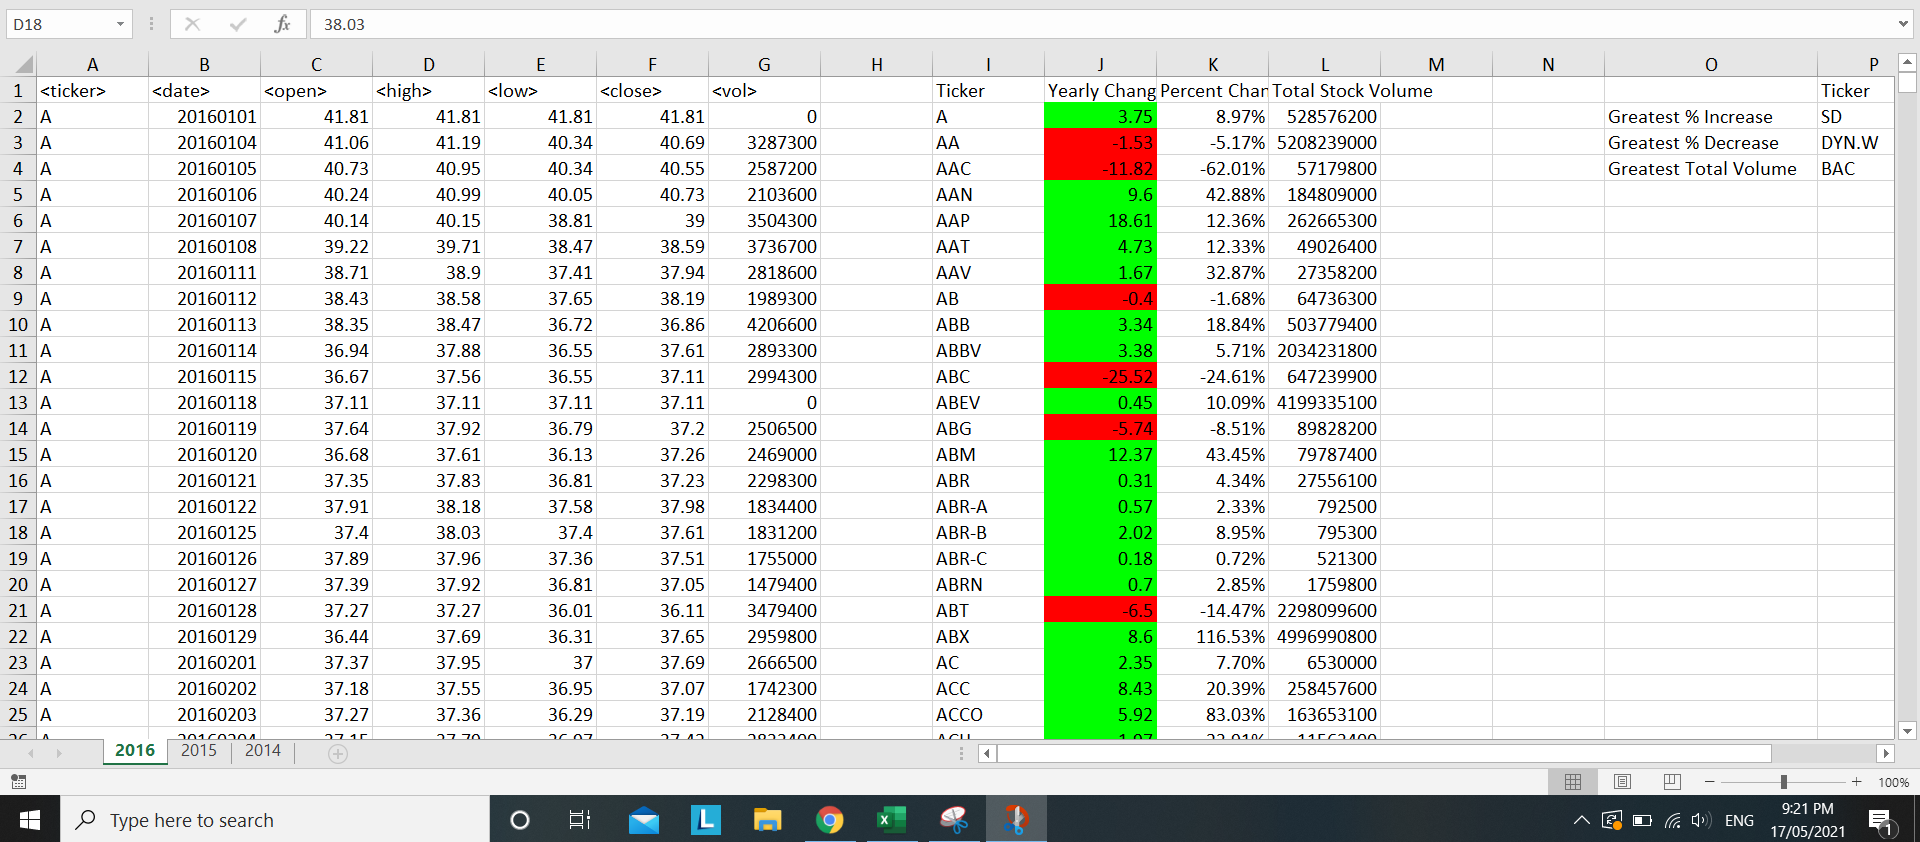 D18 38.03
A B C D E F G H I J K L M N O P
1 <ticker> <date> <open> <high> <low> <close> <vol> Ticker Yearly Chang Percent Chan Total Stock Volume Ticker
2 A 20160101 41.81 41.81 41.81 41.81 0 A 3.75 8.97% 528576200 Greatest % Increase SD
3 A 20160104 41.06 41.19 40.34 40.69 3287300 AA -1.53 -5.17% 5208239000 Greatest % Decrease DYN.W
4 A 20160105 40.73 40.95 40.34 40.55 2587200 AAC -11.82 -62.01% 57179800 Greatest Total Volume BAC
5 A 20160106 40.24 40.99 40.05 40.73 2103600 AAN 9.6 42.88% 184809000
6 A 20160107 40.14 40.15 38.81 39 3504300 AAP 18.61 12.36% 262665300
7 A 20160108 39.22 39.71 38.47 38.59 3736700 AAT 4.73 12.33% 49026400
8 A 20160111 38.71 38.9 37.41 37.94 2818600 AAV 1.67 32.87% 27358200
9 A 20160112 38.43 38.58 37.65 38.19 1989300 AB -0.4 -1.68% 64736300
10 A 20160113 38.35 38.47 36.72 36.86 4206600 ABB 3.34 18.84% 503779400
11 A 20160114 36.94 37.88 36.55 37.61 2893300 ABBV 3.38 5.71% 2034231800
12 A 20160115 36.67 37.56 36.55 37.11 2994300 ABC -25.52 -24.61% 647239900
13 A 20160118 37.11 37.11 37.11 37.11 0 ABEV 0.45 10.09% 4199335100
14 A 20160119 37.64 37.92 36.79 37.2 2506500 ABG -5.74 -8.51% 89828200
15 A 20160120 36.68 37.61 36.13 37.26 2469000 ABM 12.37 43.45% 79787400
16 A 20160121 37.35 37.83 36.81 37.23 2298300 ABR 0.31 4.34% 27556100
17 A 20160122 37.91 38.18 37.58 37.98 1834400 ABR-A 0.57 2.33% 792500
18 A 20160125 37.4 38.03 37.4 37.61 1831200 ABR-B 2.02 8.95% 795300
19 A 20160126 37.89 37.96 37.36 37.51 1755000 ABR-C 0.18 0.72% 521300
20 A 20160127 37.39 37.92 36.81 37.05 1479400 ABRN 0.7 2.85% 1759800
21 A 20160128 37.27 37.27 36.01 36.11 3479400 ABT -6.5 -14.47% 2298099600
22 A 20160129 36.44 37.69 36.31 37.65 2959800 ABX 8.6 116.53% 4996990800
23 A 20160201 37.37 37.95 37 37.69 2666500 AC 2.35 7.70% 6530000
24 A 20160202 37.18 37.55 36.95 37.07 1742300 ACC 8.43 20.39% 258457600
25 A 20160203 37.27 37.36 36.29 37.19 2128400 ACCO 5.92 83.03% 163653100
2016 2015 2014
100%
Type here to search
ENG
9:21 PM
17/05/2021
1